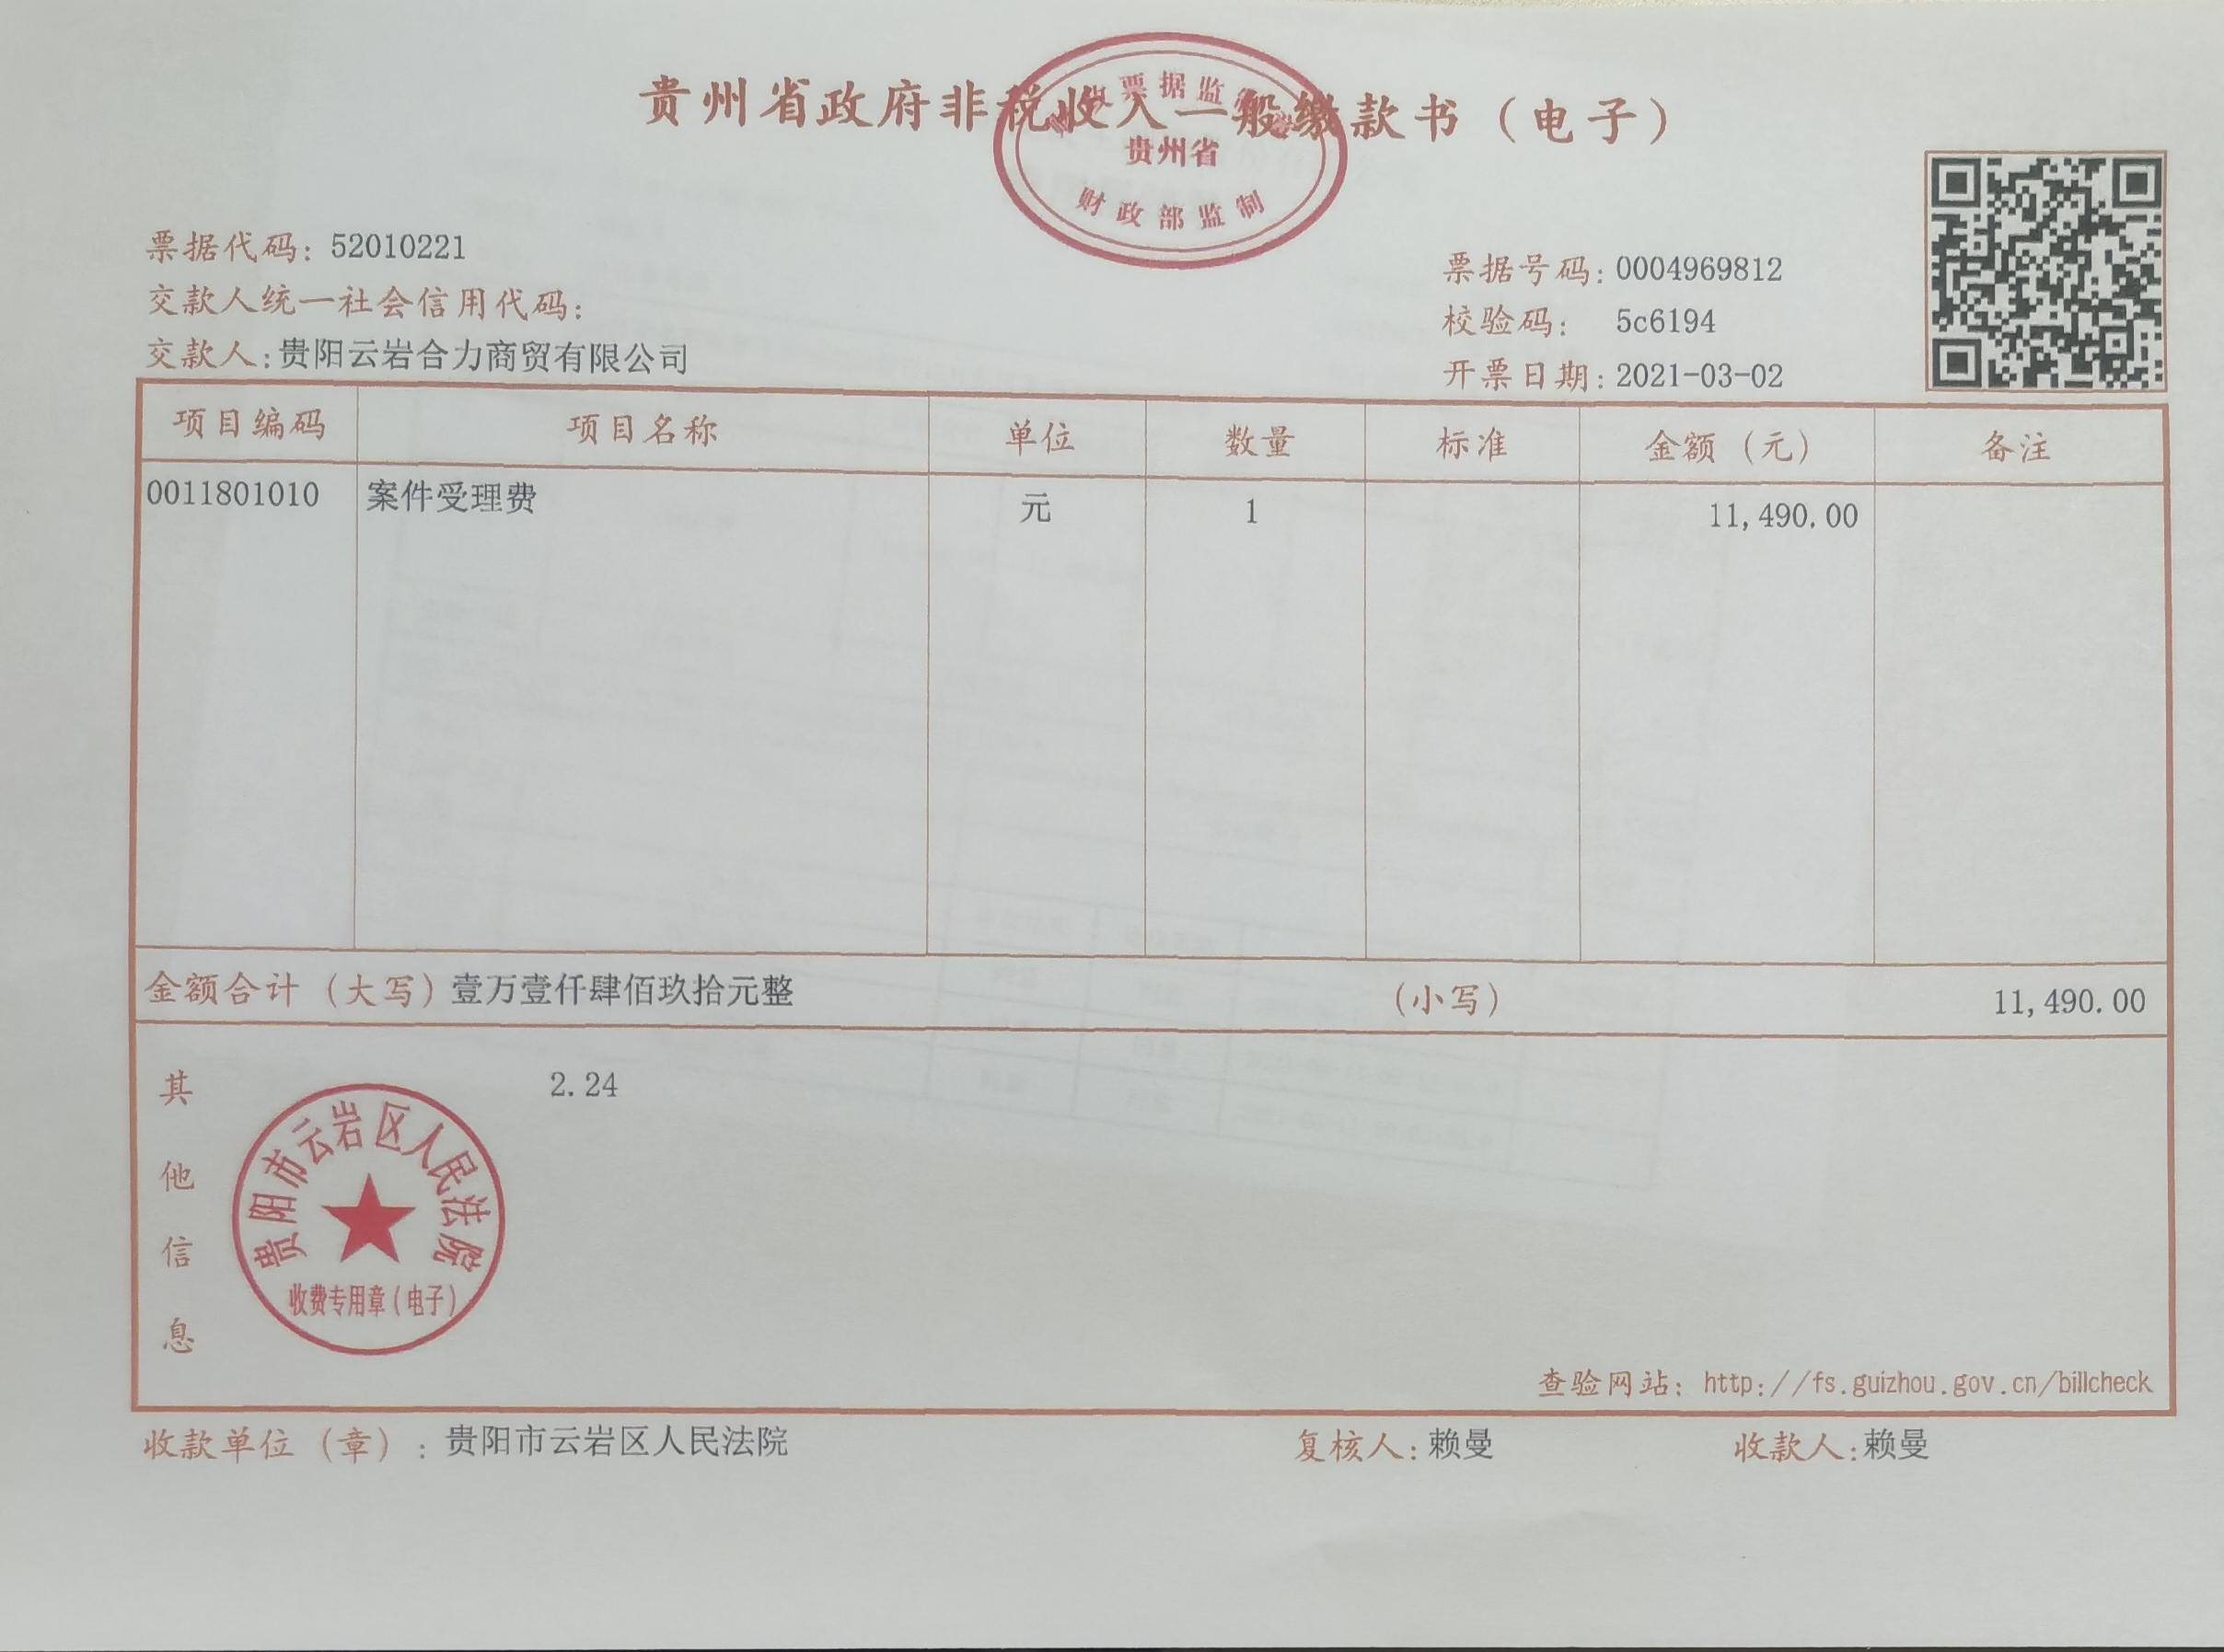 贵州省政府非税收入一般缴款书（电子）
票据监
贵州省
财政部监制
票据代码：52010221
交款人统一社会信用代码：
交款人：贵阳云岩合力商贸有限公司
票据号码：0004969812
校验码： 5c6194
开票日期：2021-03-02
项目编码 项目名称 单位 数量 标准 金额（元） 备注
0011801010 案件受理费 元 1 11,490.00
金额合计（大写）壹万壹仟肆佰玖拾元整 （小写） 11,490.00
其他信息
2.24
贵阳市云岩区人民法院
收费专用章（电子）
查验网站：http://fs.guizhou.gov.cn/billcheck
收款单位（章）：贵阳市云岩区人民法院 复核人：赖曼 收款人：赖曼